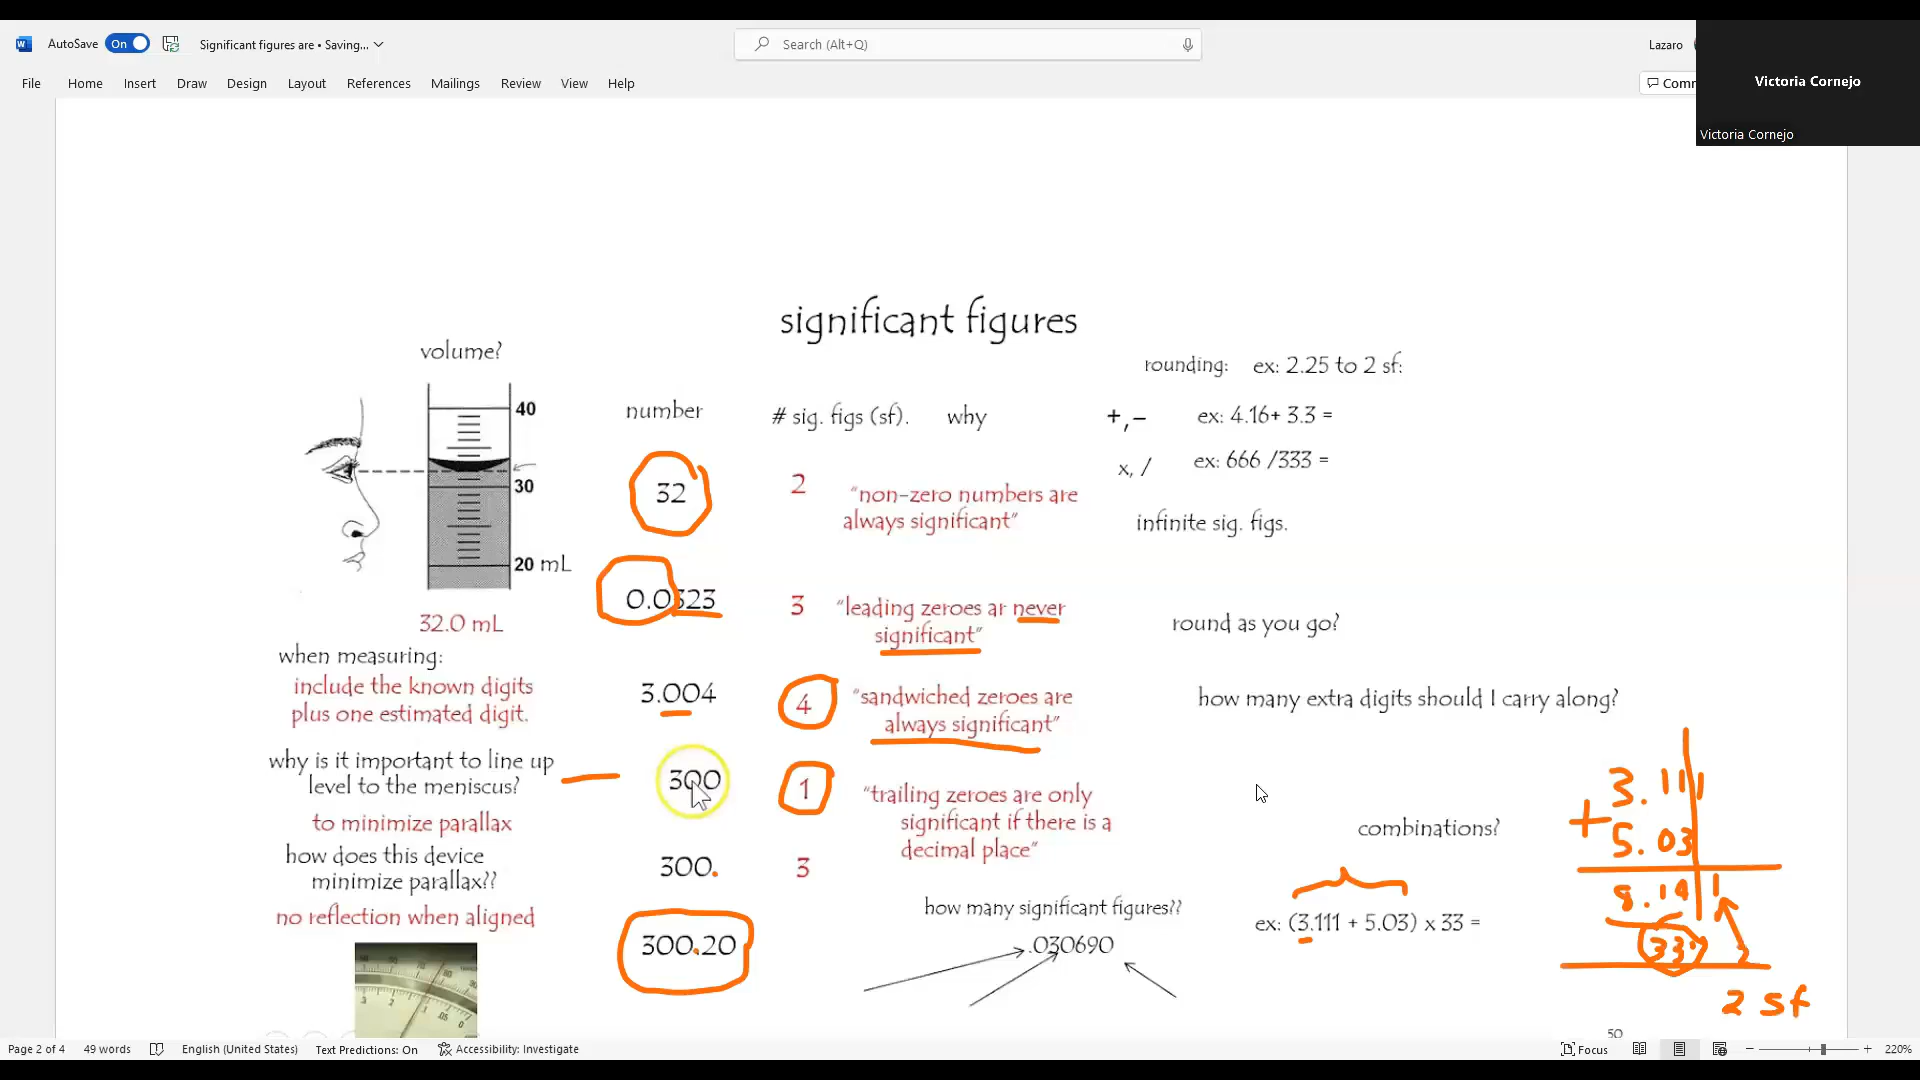 AutoSave On Significant figures are • Saving... Search (Alt+Q) Lazaro
Victoria Cornejo
Victoria Cornejo
File Home Insert Draw Design Layout References Mailings Review View Help Comm
significant figures
volume?
40
30
20 mL
32.0 mL
when measuring:
include the known digits
plus one estimated digit.
why is it important to line up
level to the meniscus?
to minimize parallax
how does this device
minimize parallax??
no reflection when aligned
number # sig. figs (sf). why
32 2 "non-zero numbers are
always significant"
0.0323 3 "leading zeroes ar never
significant"
3.004 4 "sandwiched zeroes are
always significant"
300 1 "trailing zeroes are only
significant if there is a
decimal place"
300. 3
300.20
how many significant figures??
.030690
rounding: ex: 2.25 to 2 sf:
+,- ex: 4.16+ 3.3 =
x, / ex: 666 /333 =
infinite sig. figs.
round as you go?
how many extra digits should I carry along?
combinations?
ex: (3.111 + 5.03) x 33 =
3.111
+ 5.03
8.141
33
2 sf
50
Page 2 of 4 49 words English (United States) Text Predictions: On Accessibility: Investigate Focus 220%